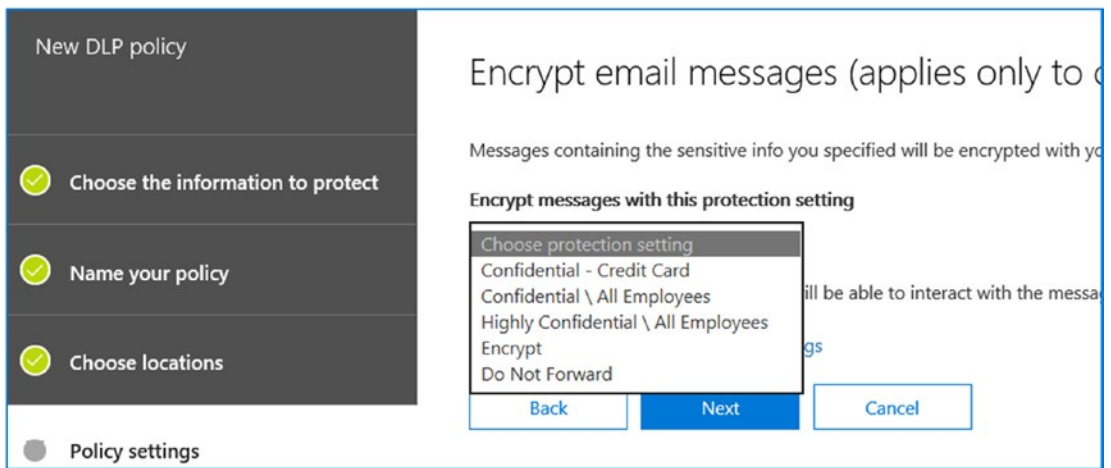 New DLP policy
Choose the information to protect
Name your policy
Choose locations
Policy settings
Encrypt email messages (applies only to
Messages containing the sensitive info you specified will be encrypted with
Encrypt messages with this protection setting
Choose protection setting
Confidential - Credit Card
Confidential \ All Employees
Highly Confidential \ All Employees
Encrypt
Do Not Forward
ill be able to interact with the messa
gs
Back Next Cancel